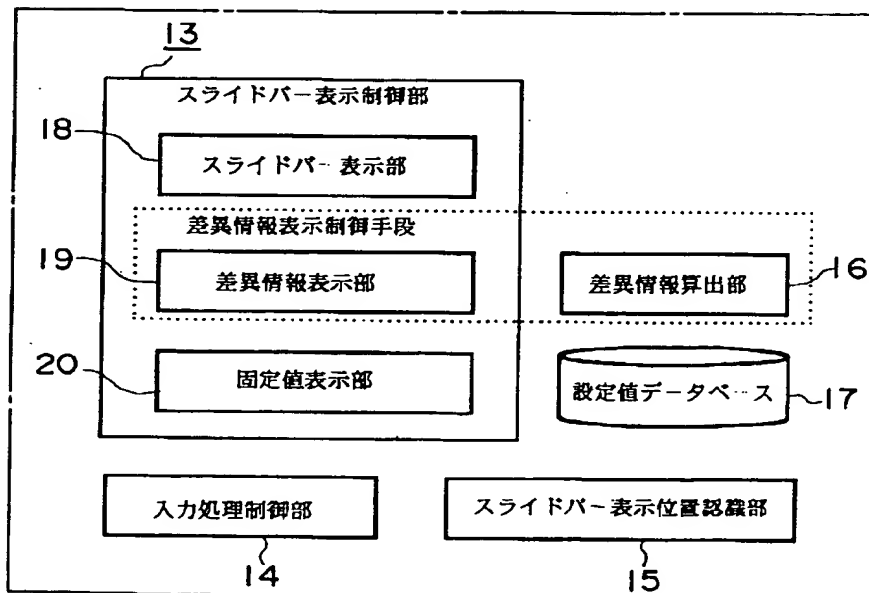 13
スライドバー表示制御部
18
スライドバー表示部
差異情報表示制御手段
19
差異情報表示部
差異情報算出部
16
20
固定値表示部
設定値データベース
17
入力処理制御部
スライドバー表示位置認識部
14
15